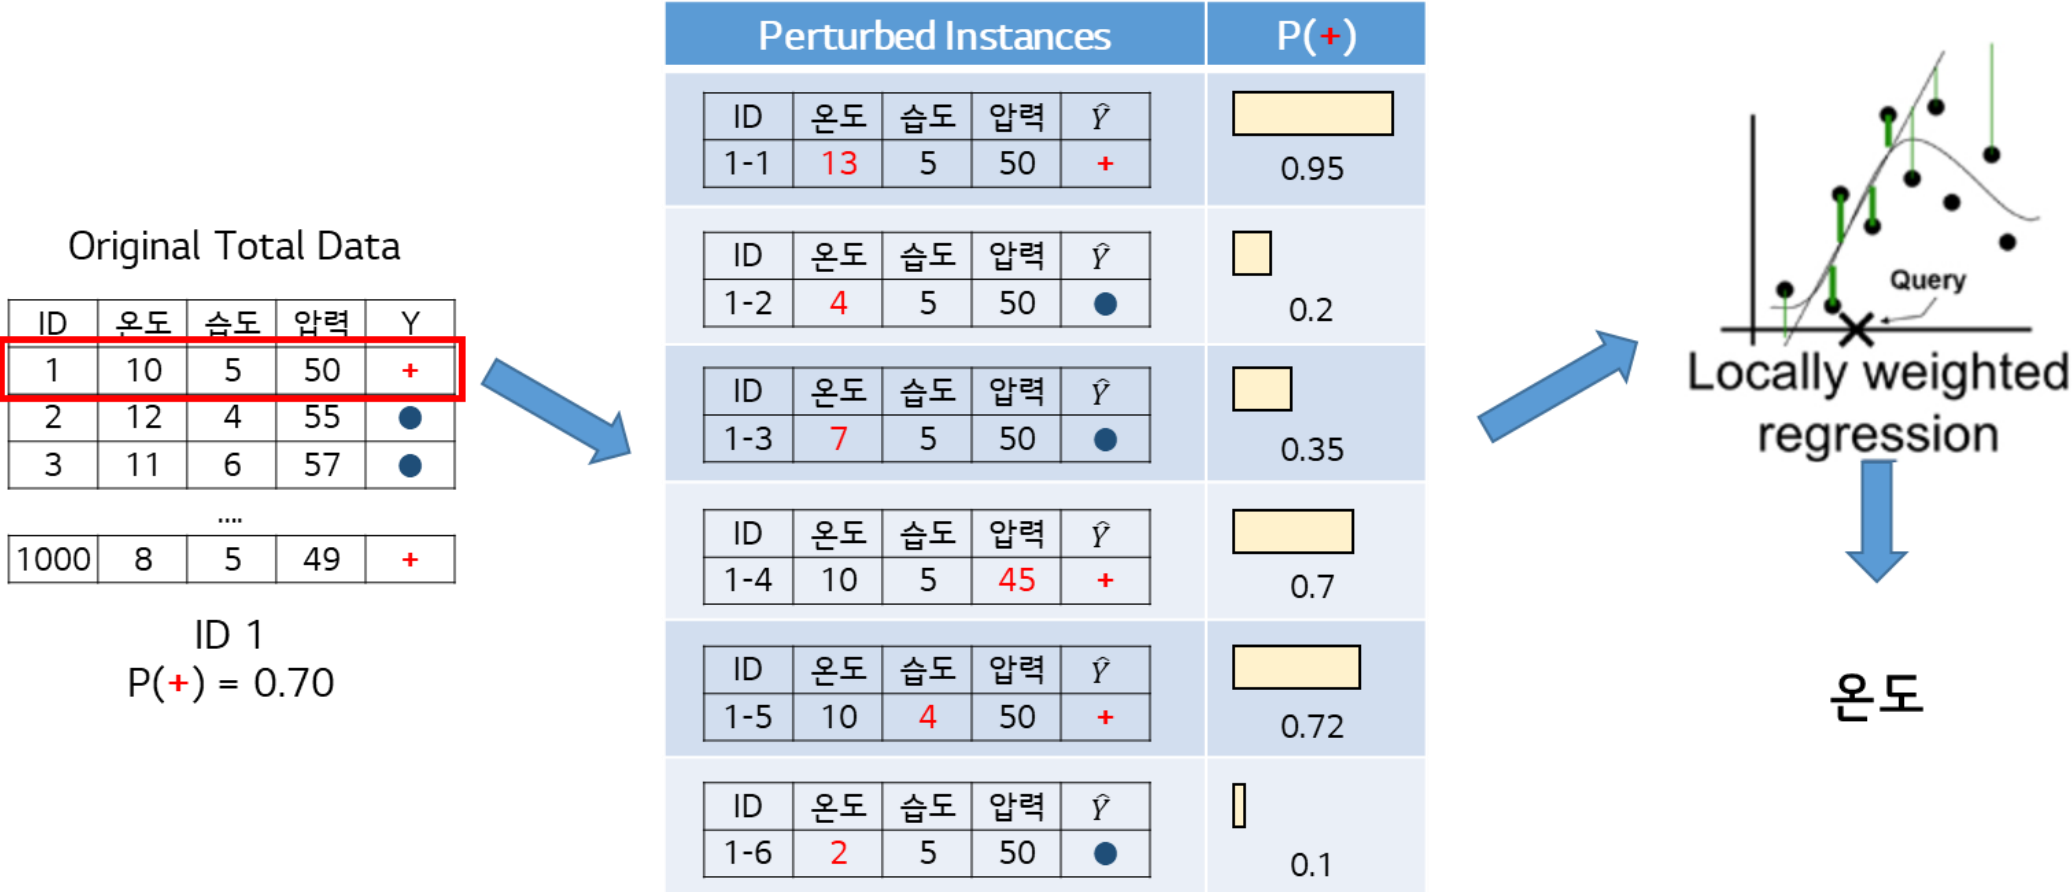 Original Total Data
ID 온도 습도 압력 Y
1 10 5 50 +
2 12 4 55 ●
3 11 6 57 ●
....
1000 8 5 49 +
ID 1
P(+) = 0.70
Perturbed Instances P(+)
ID 온도 습도 압력 Ŷ
1-1 13 5 50 +
0.95
ID 온도 습도 압력 Ŷ
1-2 4 5 50 ●
0.2
ID 온도 습도 압력 Ŷ
1-3 7 5 50 ●
0.35
ID 온도 습도 압력 Ŷ
1-4 10 5 45 +
0.7
ID 온도 습도 압력 Ŷ
1-5 10 4 50 +
0.72
ID 온도 습도 압력 Ŷ
1-6 2 5 50 ●
0.1
Query
Locally weighted
regression
온도